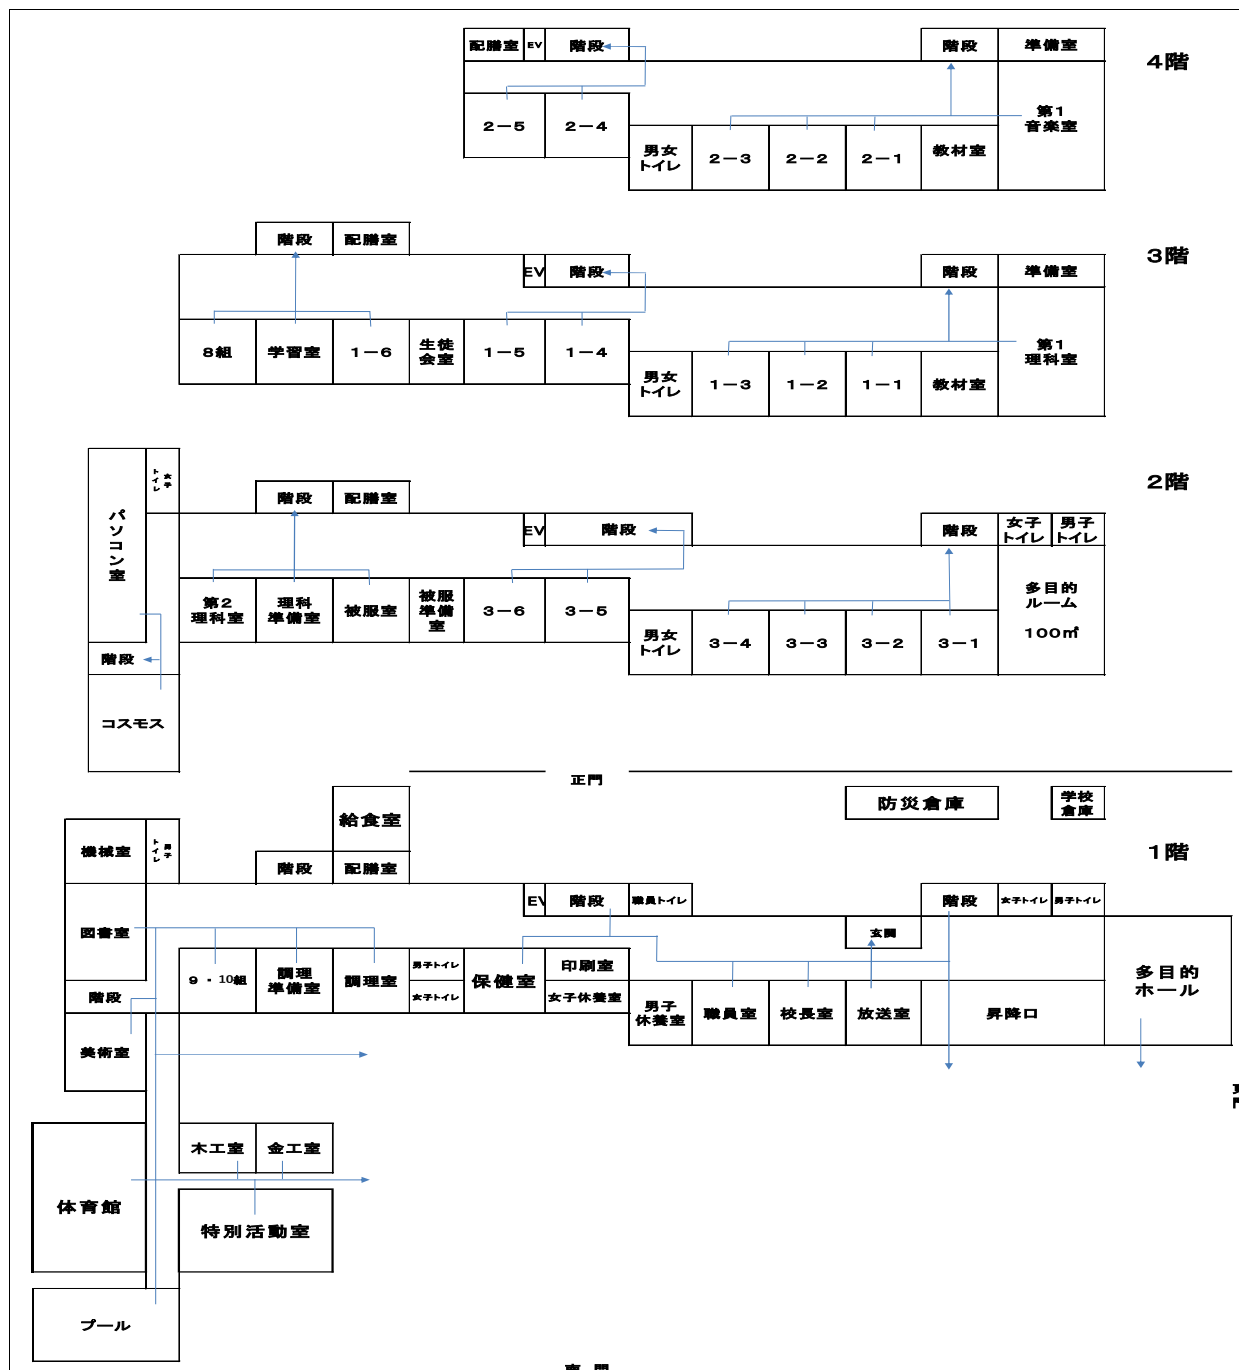 配膳室 EV 階段 階段 準備室
4階
2－5 2－4
第1
音楽室
男女
トイレ
2－3 2－2 2－1 教材室
階段 配膳室
3階
EV 階段 階段 準備室
8組 学習室 1－6
生徒
会室
1－5 1－4
第1
理科室
男女
トイレ
1－3 1－2 1－1 教材室
パソコン室
女子
トイレ
2階
階段 配膳室
EV 階段 階段
女子
トイレ
男子
トイレ
第2
理科室
理科
準備室
被服室
被服
準備
室
3－6 3－5
多目的
ルーム
100㎡
男女
トイレ
3－4 3－3 3－2 3－1
階段
コスモス
正門
給食室
防災倉庫
学校
倉庫
機械室
男子
トイレ
階段 配膳室
1階
EV 階段 職員トイレ 階段 女子トイレ 男子トイレ
図書室
玄関
9・10組
調理
準備室
調理室
男子トイレ
女子トイレ
保健室
印刷室
女子休養室
多目的
ホール
階段
男子
休養室
職員室 校長室 放送室 昇降口
美術室
木工室 金工室
体育館
特別活動室
プール